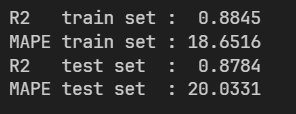 R2   train set :  0.8845
MAPE train set : 18.6516
R2   test set  :  0.8784
MAPE test set  : 20.0331